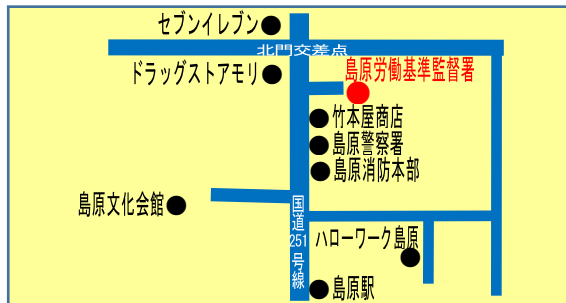 セブンイレブン
北門交差点
ドラッグストアモリ
島原労働基準監督署
竹本屋商店
島原警察署
島原消防本部
島原文化会館
国道251号線
ハローワーク島原
島原駅